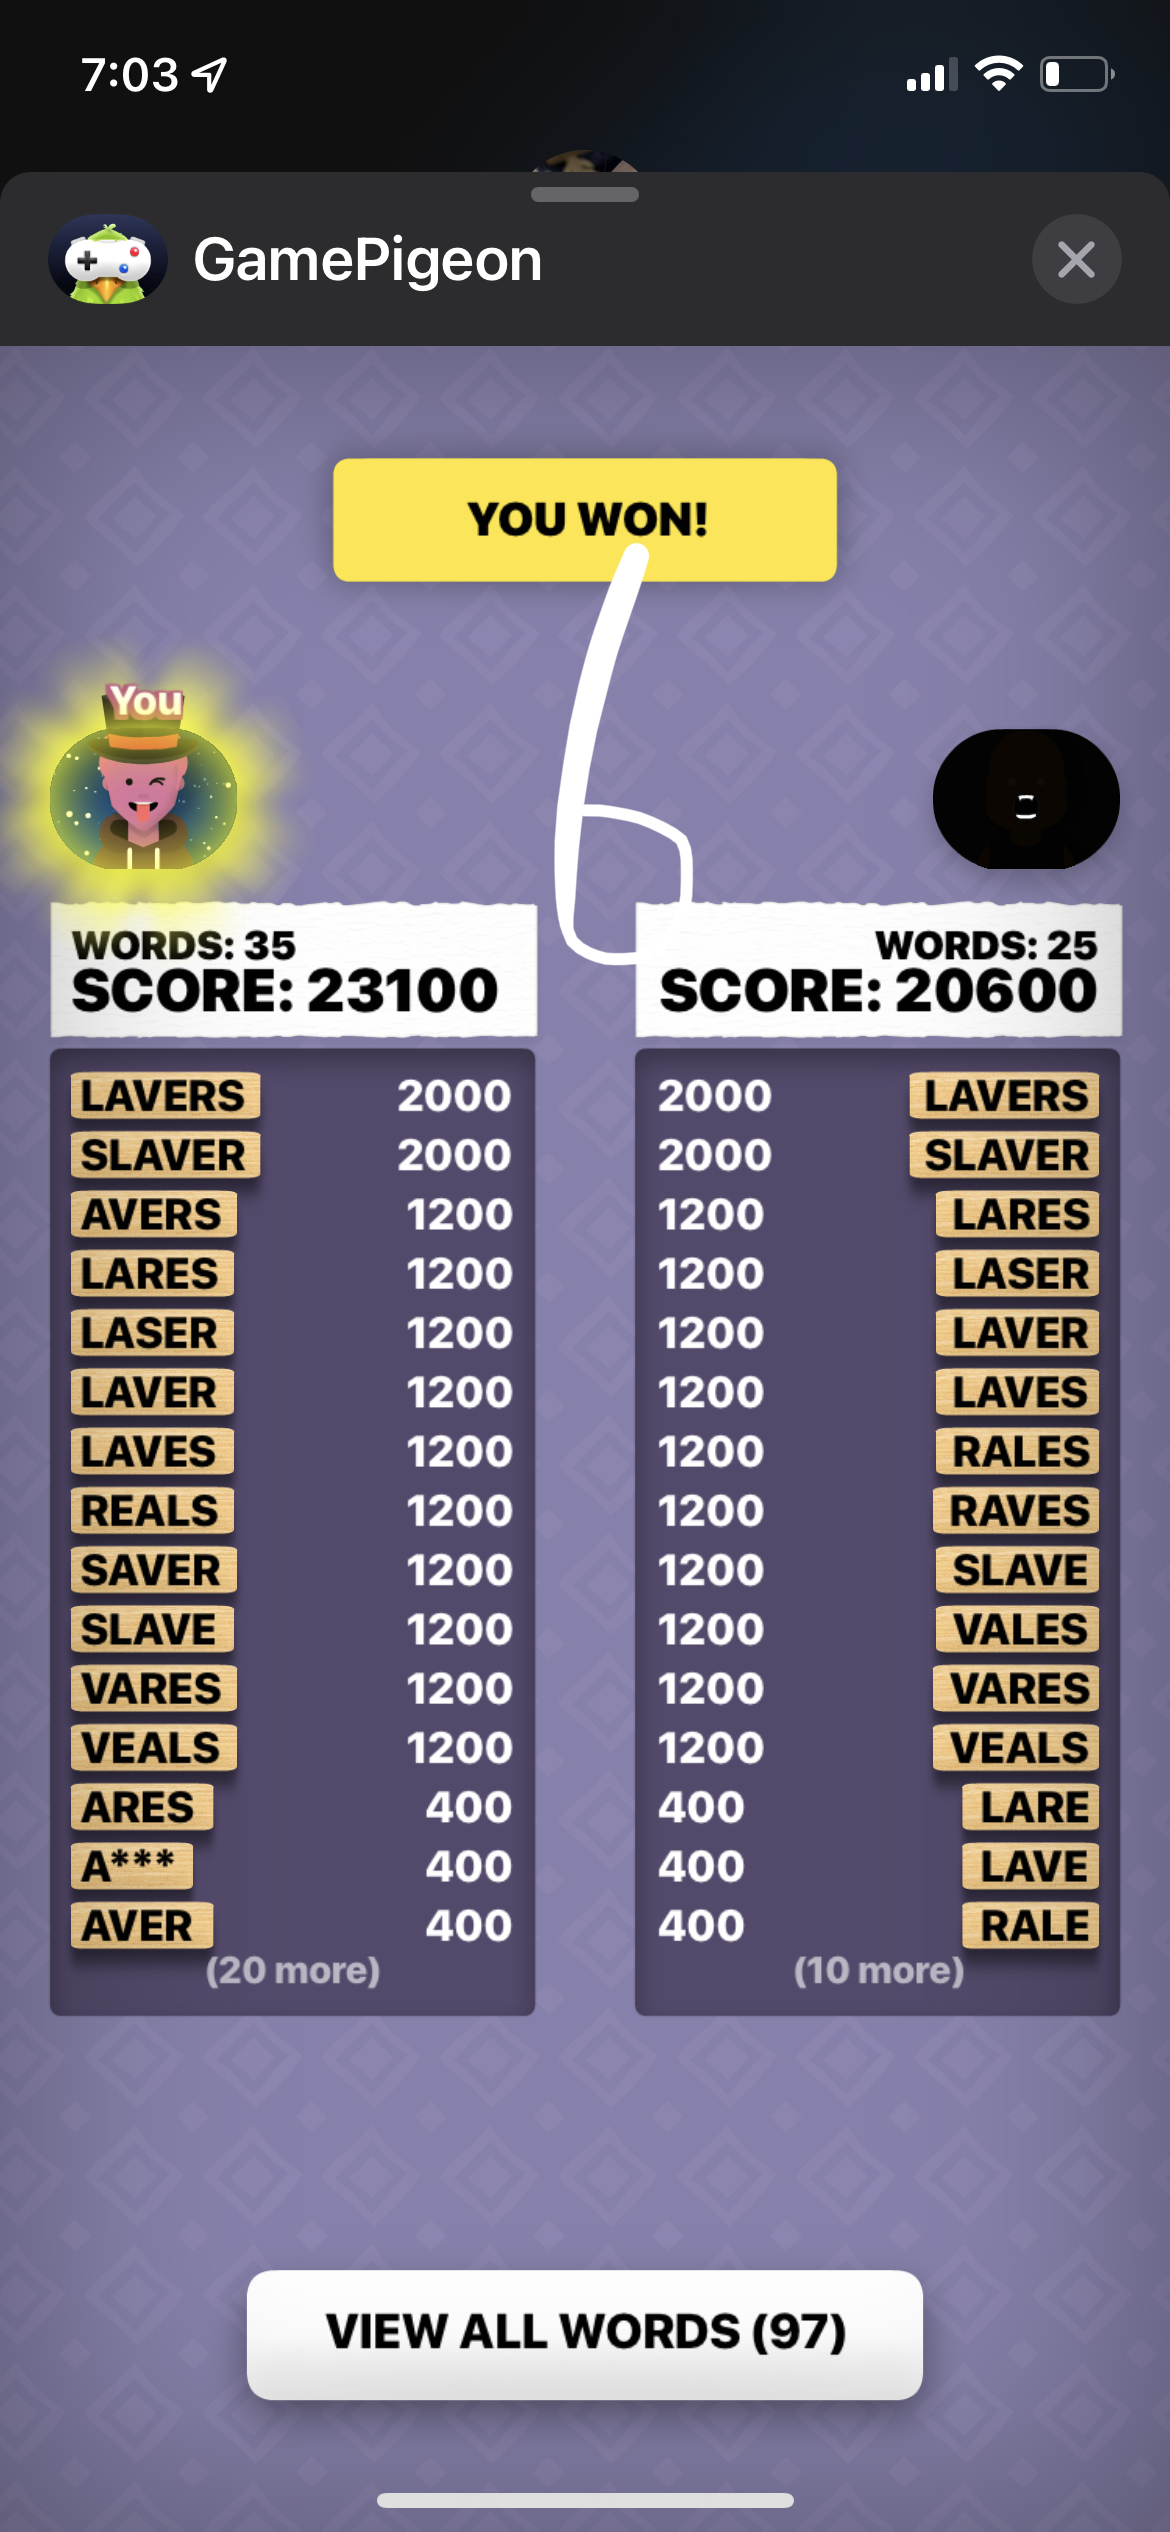 7:03
GamePigeon
YOU WON!
6
You
WORDS: 35
SCORE: 23100
LAVERS 2000
SLAVER 2000
AVERS 1200
LARES 1200
LASER 1200
LAVER 1200
LAVES 1200
REALS 1200
SAVER 1200
SLAVE 1200
VARES 1200
VEALS 1200
ARES 400
A*** 400
AVER 400
(20 more)
WORDS: 25
SCORE: 20600
2000 LAVERS
2000 SLAVER
1200 LARES
1200 LASER
1200 LAVER
1200 LAVES
1200 RALES
1200 RAVES
1200 SLAVE
1200 VALES
1200 VARES
1200 VEALS
400 LARE
400 LAVE
400 RALE
(10 more)
VIEW ALL WORDS (97)